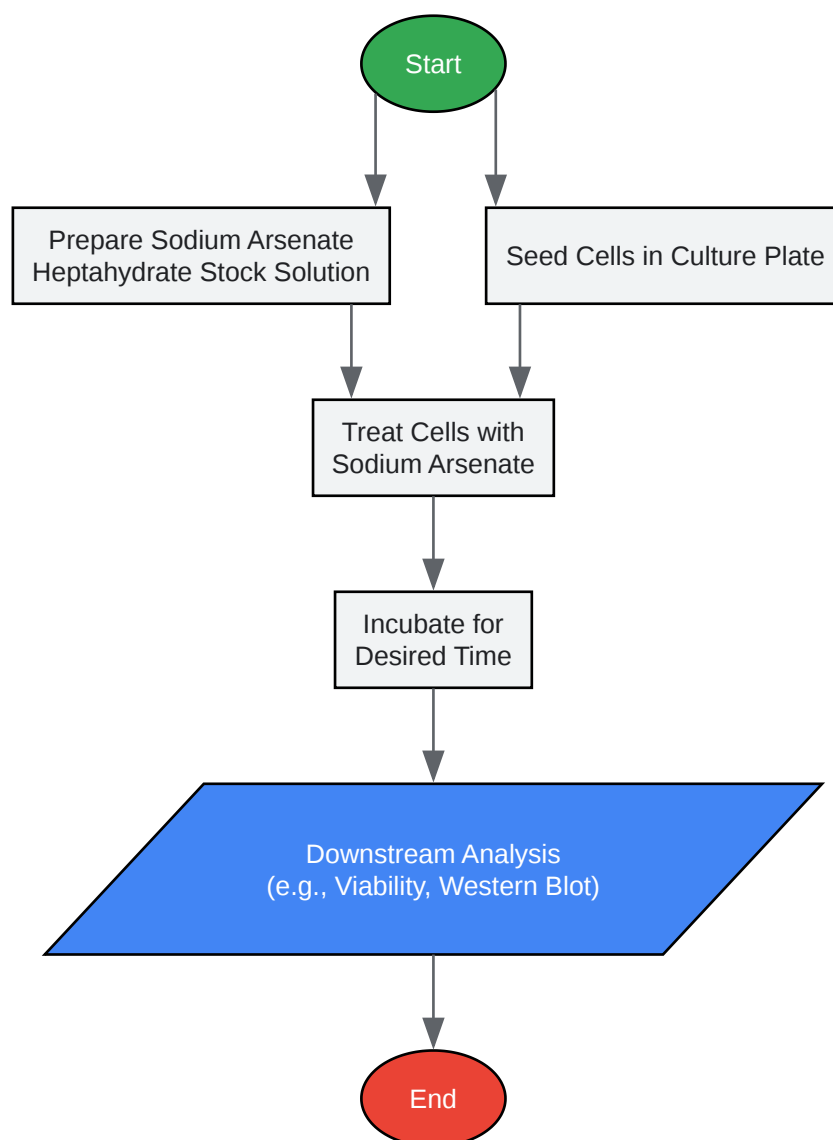 Start
Prepare Sodium Arsenate
Heptahydrate Stock Solution
Seed Cells in Culture Plate
Treat Cells with
Sodium Arsenate
Incubate for
Desired Time
Downstream Analysis
(e.g., Viability, Western Blot)
End